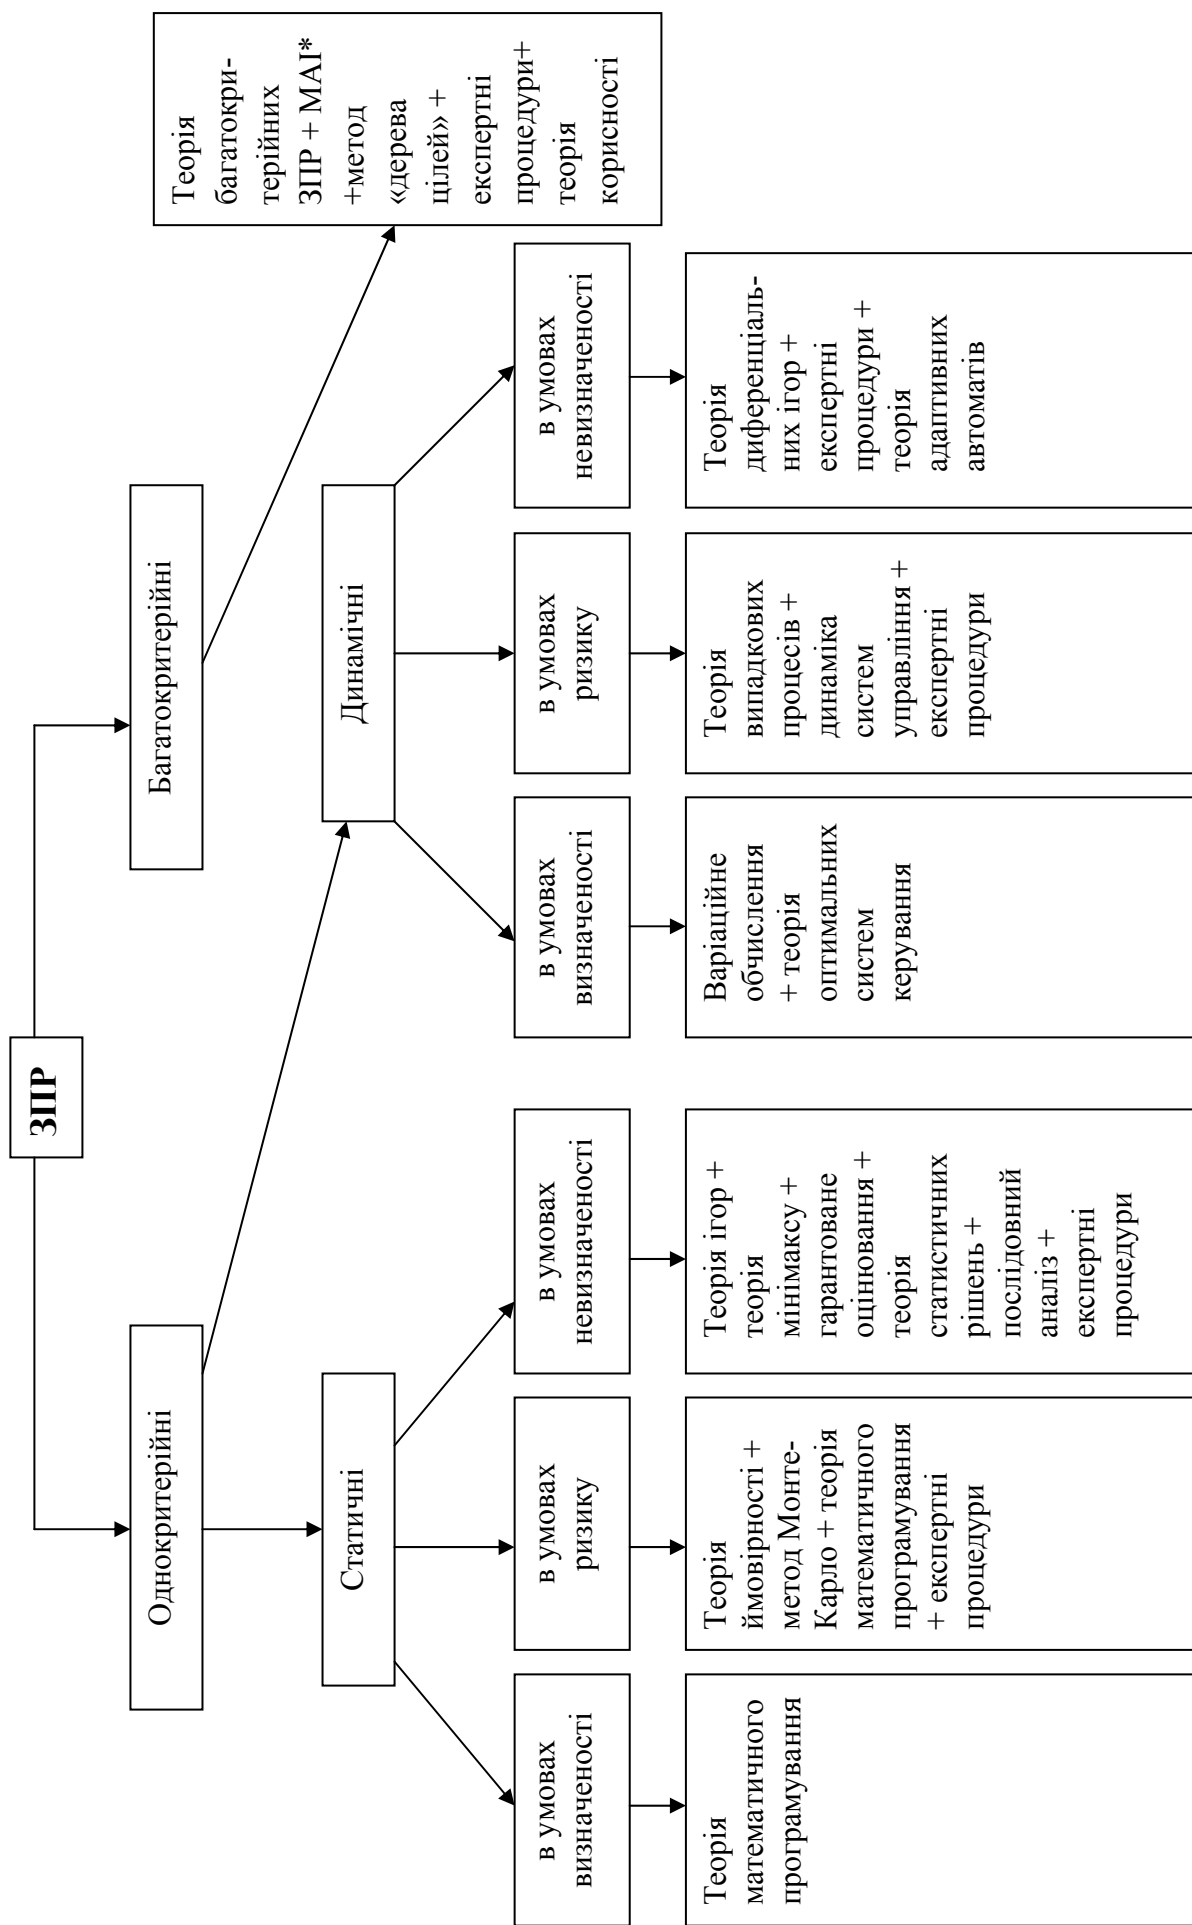 ЗПР
Однокритерійні
Багатокритерійні
Теорія
багатокри-
терійних
ЗПР + МАІ*
+метод
«дерева
цілей» +
експертні
процедури+
теорія
корисності
Статичні
Динамічні
в умовах
визначеності
в умовах
ризику
в умовах
невизначеності
в умовах
визначеності
в умовах
ризику
в умовах
невизначеності
Теорія
математичного
програмування
Теорія
ймовірності +
метод Монте-
Карло + теорія
математичного
програмування
+ експертні
процедури
Теорія ігор +
теорія
мінімаксу +
гарантоване
оцінювання +
теорія
статистичних
рішень +
послідовний
аналіз +
експертні
процедури
Варіаційне
обчислення
+ теорія
оптимальних
систем
керування
Теорія
випадкових
процесів +
динаміка
систем
управління +
експертні
процедури
Теорія
диференціаль-
них ігор +
експертні
процедури +
теорія
адаптивних
автоматів